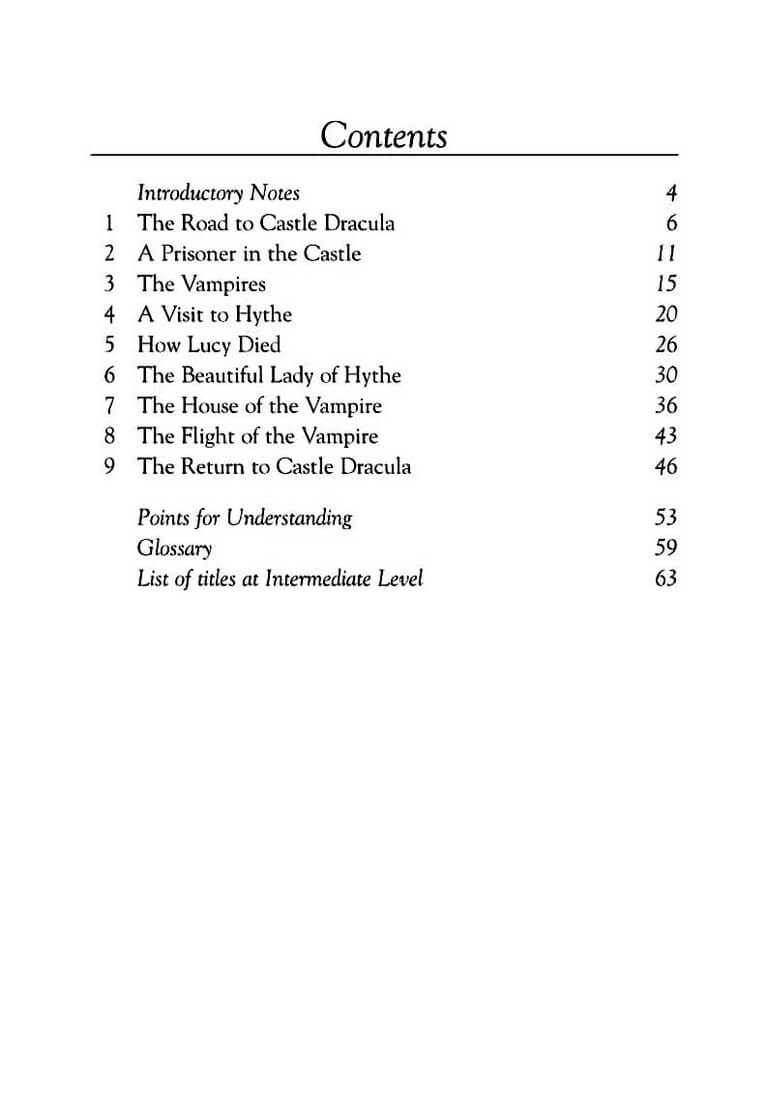 Contents
Introductory Notes 4
1 The Road to Castle Dracula 6
2 A Prisoner in the Castle 11
3 The Vampires 15
4 A Visit to Hythe 20
5 How Lucy Died 26
6 The Beautiful Lady of Hythe 30
7 The House of the Vampire 36
8 The Flight of the Vampire 43
9 The Return to Castle Dracula 46
Points for Understanding 53
Glossary 59
List of titles at Intermediate Level 63